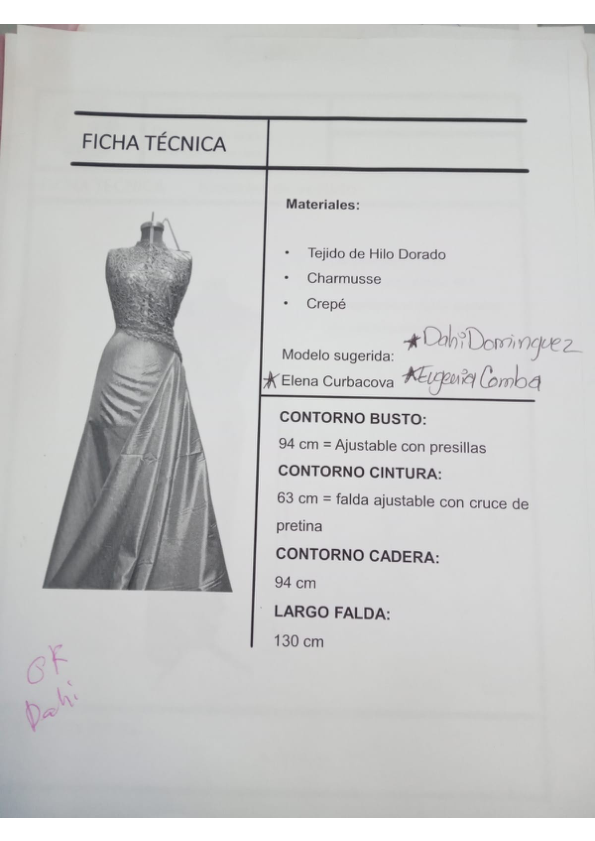 FICHA TÉCNICA
Materiales:
• Tejido de Hilo Dorado
• Charmusse
• Crepé
★ Dahi Dominguez
Modelo sugerida:
★ Elena Curbacova ★ Eugenia Comba
CONTORNO BUSTO:
94 cm = Ajustable con presillas
CONTORNO CINTURA:
63 cm = falda ajustable con cruce de
pretina
CONTORNO CADERA:
94 cm
LARGO FALDA:
130 cm
OK
Dahi